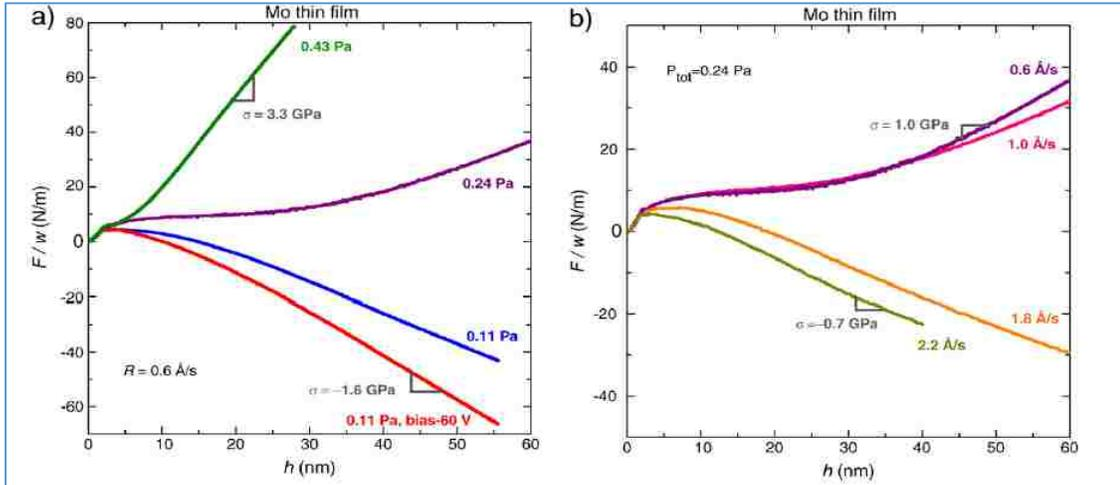 a)
Mo thin film
80
60
40
20
0
-20
-40
-60
F / w (N/m)
0.43 Pa
σ = 3.3 GPa
0.24 Pa
0.11 Pa
R = 0.6 Å/s
σ=−1.6 GPa
0.11 Pa, bias-60 V
0 10 20 30 40 50 60
h (nm)
b)
Mo thin film
40
20
0
-20
-40
F / w (N/m)
Ptot=0.24 Pa
0.6 Å/s
σ = 1.0 GPa
1.0 Å/s
1.8 Å/s
σ=−0.7 GPa
2.2 Å/s
0 10 20 30 40 50 60
h (nm)